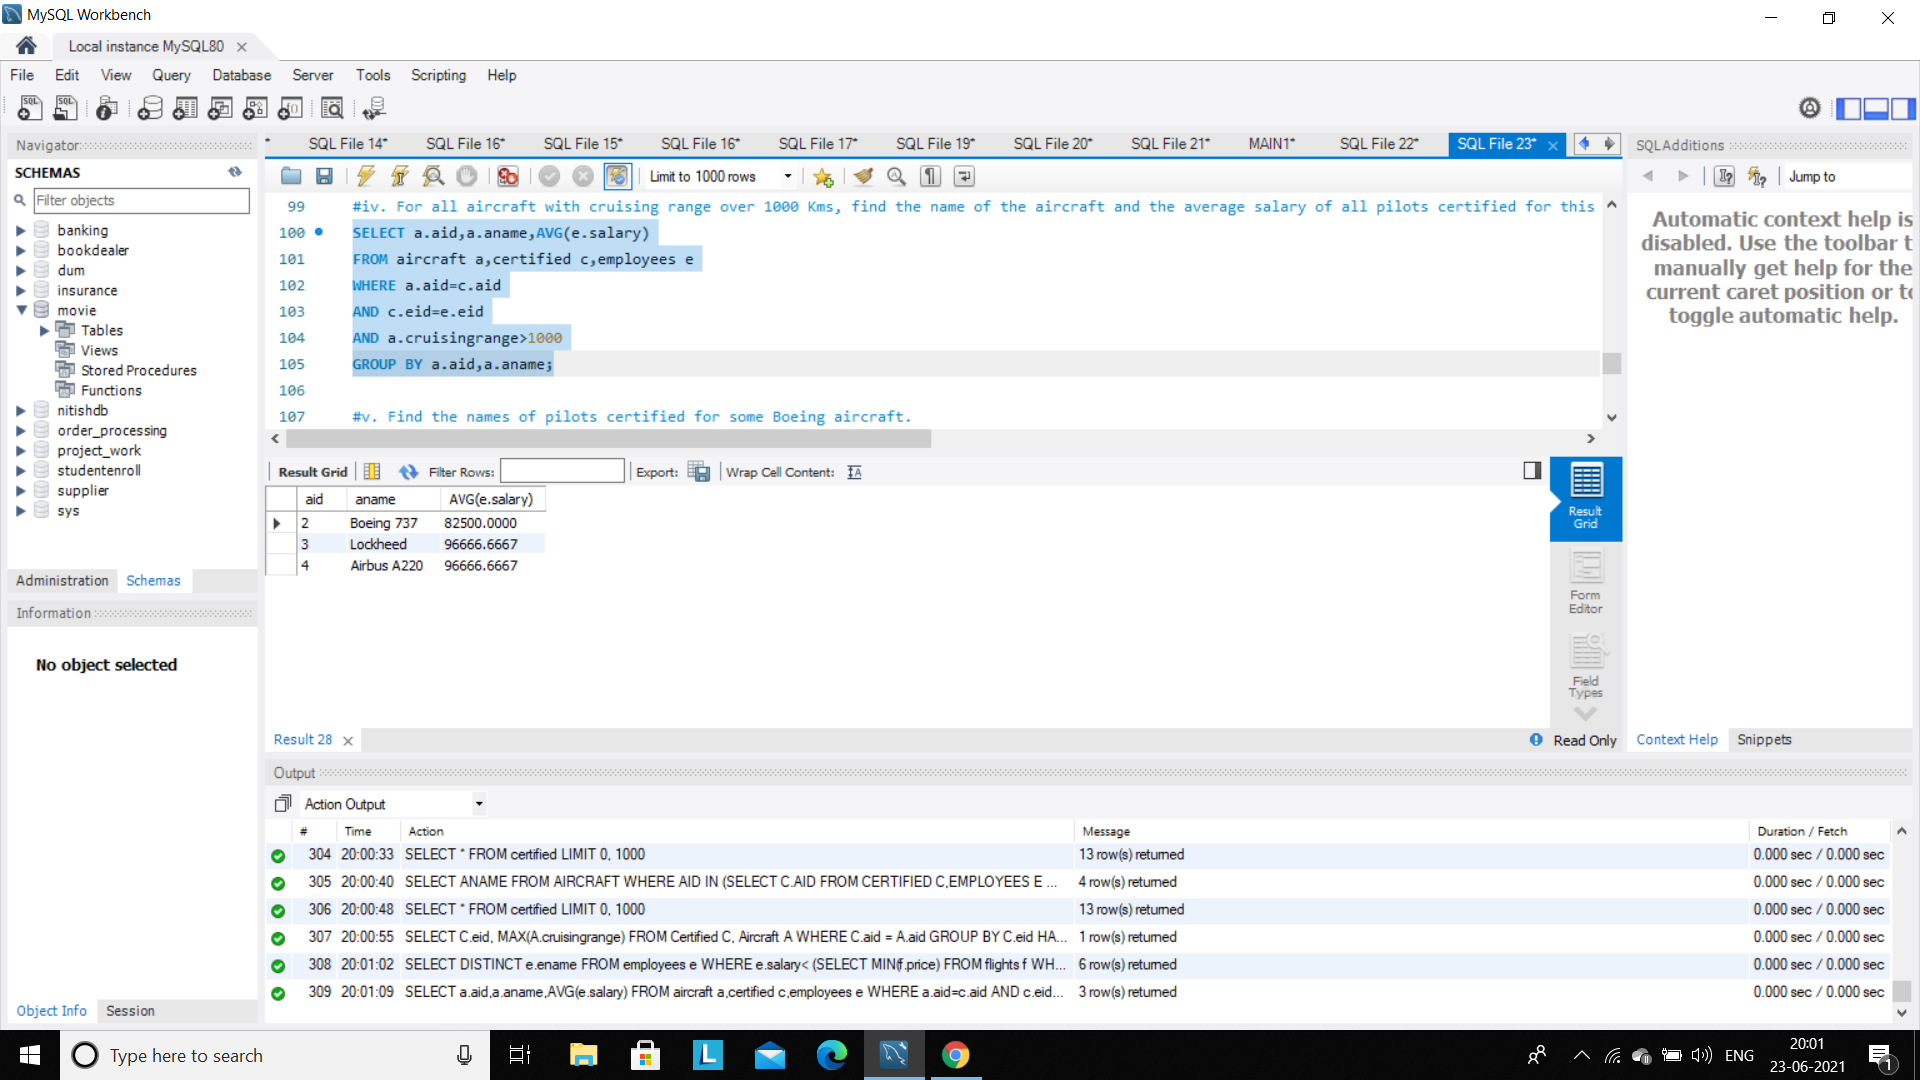 MySQL Workbench
Local instance MySQL80
File Edit View Query Database Server Tools Scripting Help
Navigator
SCHEMAS
Filter objects
banking
bookdealer
dum
insurance
movie
Tables
Views
Stored Procedures
Functions
nitishdb
order_processing
project_work
studentenroll
supplier
sys
Administration Schemas
Information
No object selected
Object Info Session
* SQL File 14* SQL File 16* SQL File 15* SQL File 16* SQL File 17* SQL File 19* SQL File 20* SQL File 21* MAIN1* SQL File 22* SQL File 23*
Limit to 1000 rows
99 #iv. For all aircraft with cruising range over 1000 Kms, find the name of the aircraft and the average salary of all pilots certified for this
100 SELECT a.aid,a.aname,AVG(e.salary)
101 FROM aircraft a,certified c,employees e
102 WHERE a.aid=c.aid
103 AND c.eid=e.eid
104 AND a.cruisingrange>1000
105 GROUP BY a.aid,a.aname;
106
107 #v. Find the names of pilots certified for some Boeing aircraft.
Result Grid Filter Rows: Export: Wrap Cell Content:
aid aname AVG(e.salary)
2 Boeing 737 82500.0000
3 Lockheed 96666.6667
4 Airbus A220 96666.6667
Result Grid
Form Editor
Field Types
Result 28
Read Only
SQLAdditions
Jump to
Automatic context help is
disabled. Use the toolbar t
manually get help for the
current caret position or to
toggle automatic help.
Context Help Snippets
Output
Action Output
# Time Action Message Duration / Fetch
304 20:00:33 SELECT * FROM certified LIMIT 0, 1000 13 row(s) returned 0.000 sec / 0.000 sec
305 20:00:40 SELECT ANAME FROM AIRCRAFT WHERE AID IN (SELECT C.AID FROM CERTIFIED C,EMPLOYEES E ... 4 row(s) returned 0.000 sec / 0.000 sec
306 20:00:48 SELECT * FROM certified LIMIT 0, 1000 13 row(s) returned 0.000 sec / 0.000 sec
307 20:00:55 SELECT C.eid, MAX(A.cruisingrange) FROM Certified C, Aircraft A WHERE C.aid = A.aid GROUP BY C.eid HA... 1 row(s) returned 0.000 sec / 0.000 sec
308 20:01:02 SELECT DISTINCT e.ename FROM employees e WHERE e.salary< (SELECT MIN(f.price) FROM flights f WH... 6 row(s) returned 0.000 sec / 0.000 sec
309 20:01:09 SELECT a.aid,a.aname,AVG(e.salary) FROM aircraft a,certified c,employees e WHERE a.aid=c.aid AND c.eid... 3 row(s) returned 0.000 sec / 0.000 sec
Type here to search
ENG
20:01
23-06-2021
1